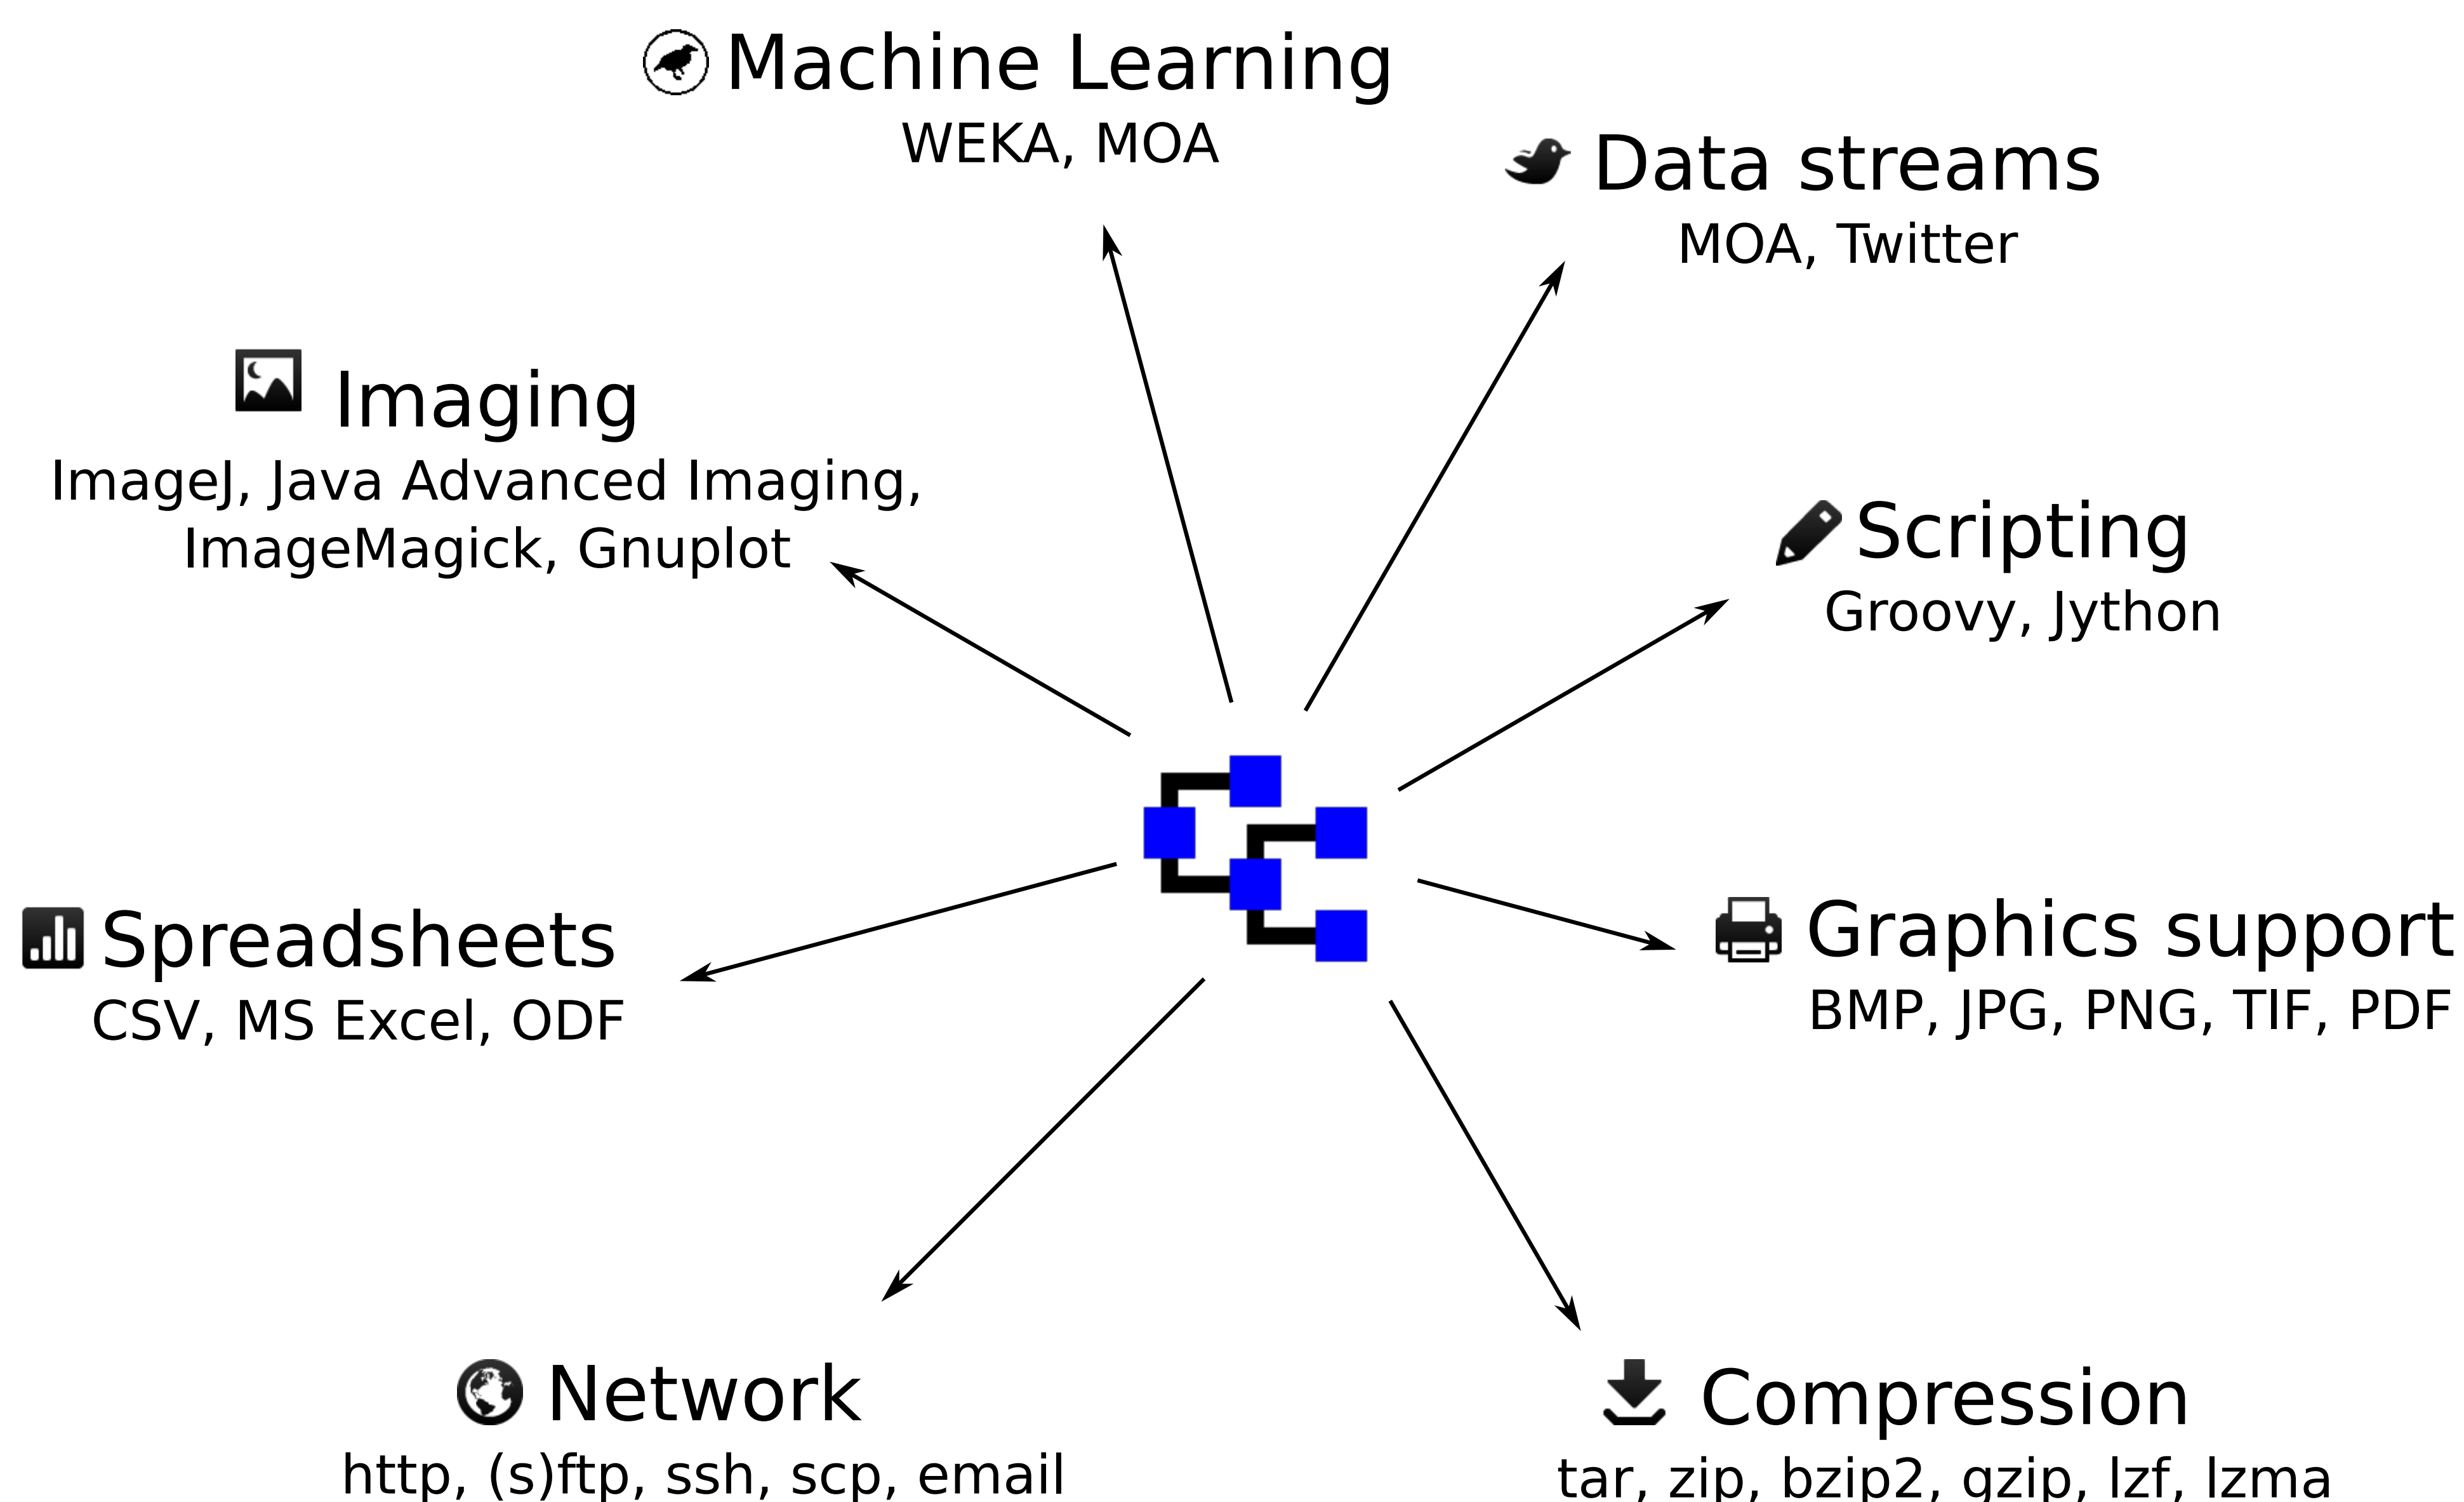 Machine Learning
WEKA, MOA
Data streams
MOA, Twitter
Imaging
ImageJ, Java Advanced Imaging,
ImageMagick, Gnuplot
Scripting
Groovy, Jython
Spreadsheets
CSV, MS Excel, ODF
Graphics support
BMP, JPG, PNG, TIF, PDF
Network
http, (s)ftp, ssh, scp, email
Compression
tar, zip, bzip2, gzip, lzf, lzma